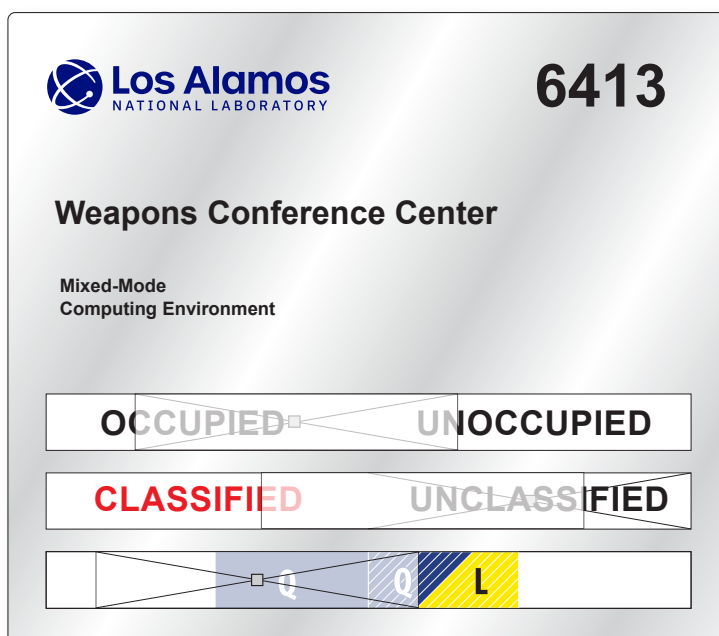 Los Alamos
NATIONAL LABORATORY
6413
Weapons Conference Center
Mixed-Mode
Computing Environment
OCCUPIED UNOCCUPIED
CLASSIFIED UNCLASSIFIED
Q Q L